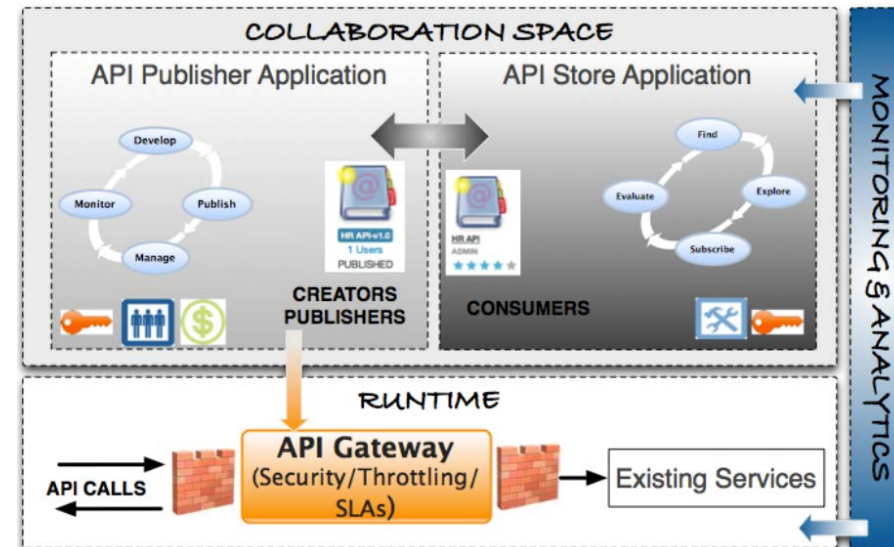 COLLABORATION SPACE
API Publisher Application
Develop
Monitor
Publish
Manage
HR API-v1.0
1 Users
PUBLISHED
CREATORS
PUBLISHERS
API Store Application
Find
Evaluate
Explore
Subscribe
HR API
ADMIN
CONSUMERS
RUNTIME
API CALLS
API Gateway
(Security/Throttling/
SLAs)
Existing Services
MONITORING & ANALYTICS